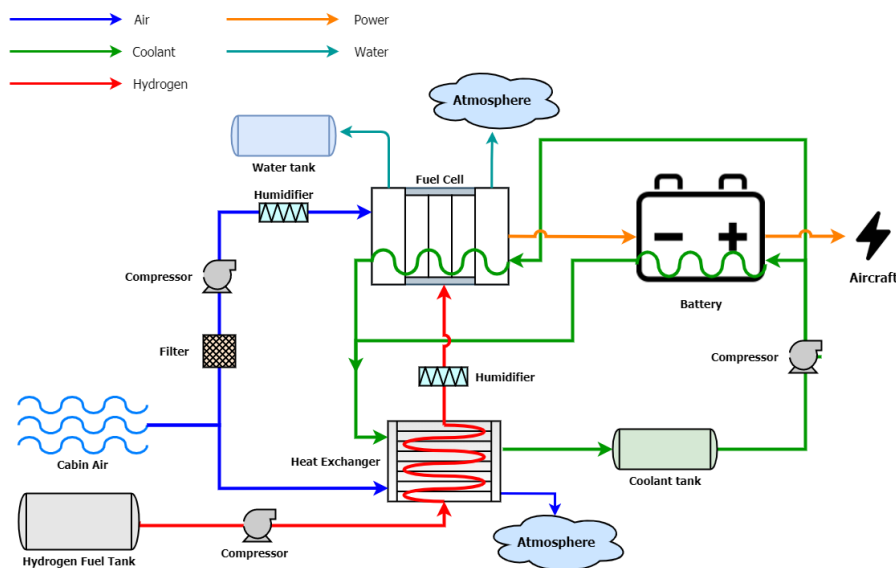 Air
Power
Coolant
Water
Hydrogen
Atmosphere
Water tank
Fuel Cell
Humidifier
Compressor
Aircraft
Battery
Filter
Compressor
Humidifier
Cabin Air
Heat Exchanger
Coolant tank
Hydrogen Fuel Tank
Compressor
Atmosphere